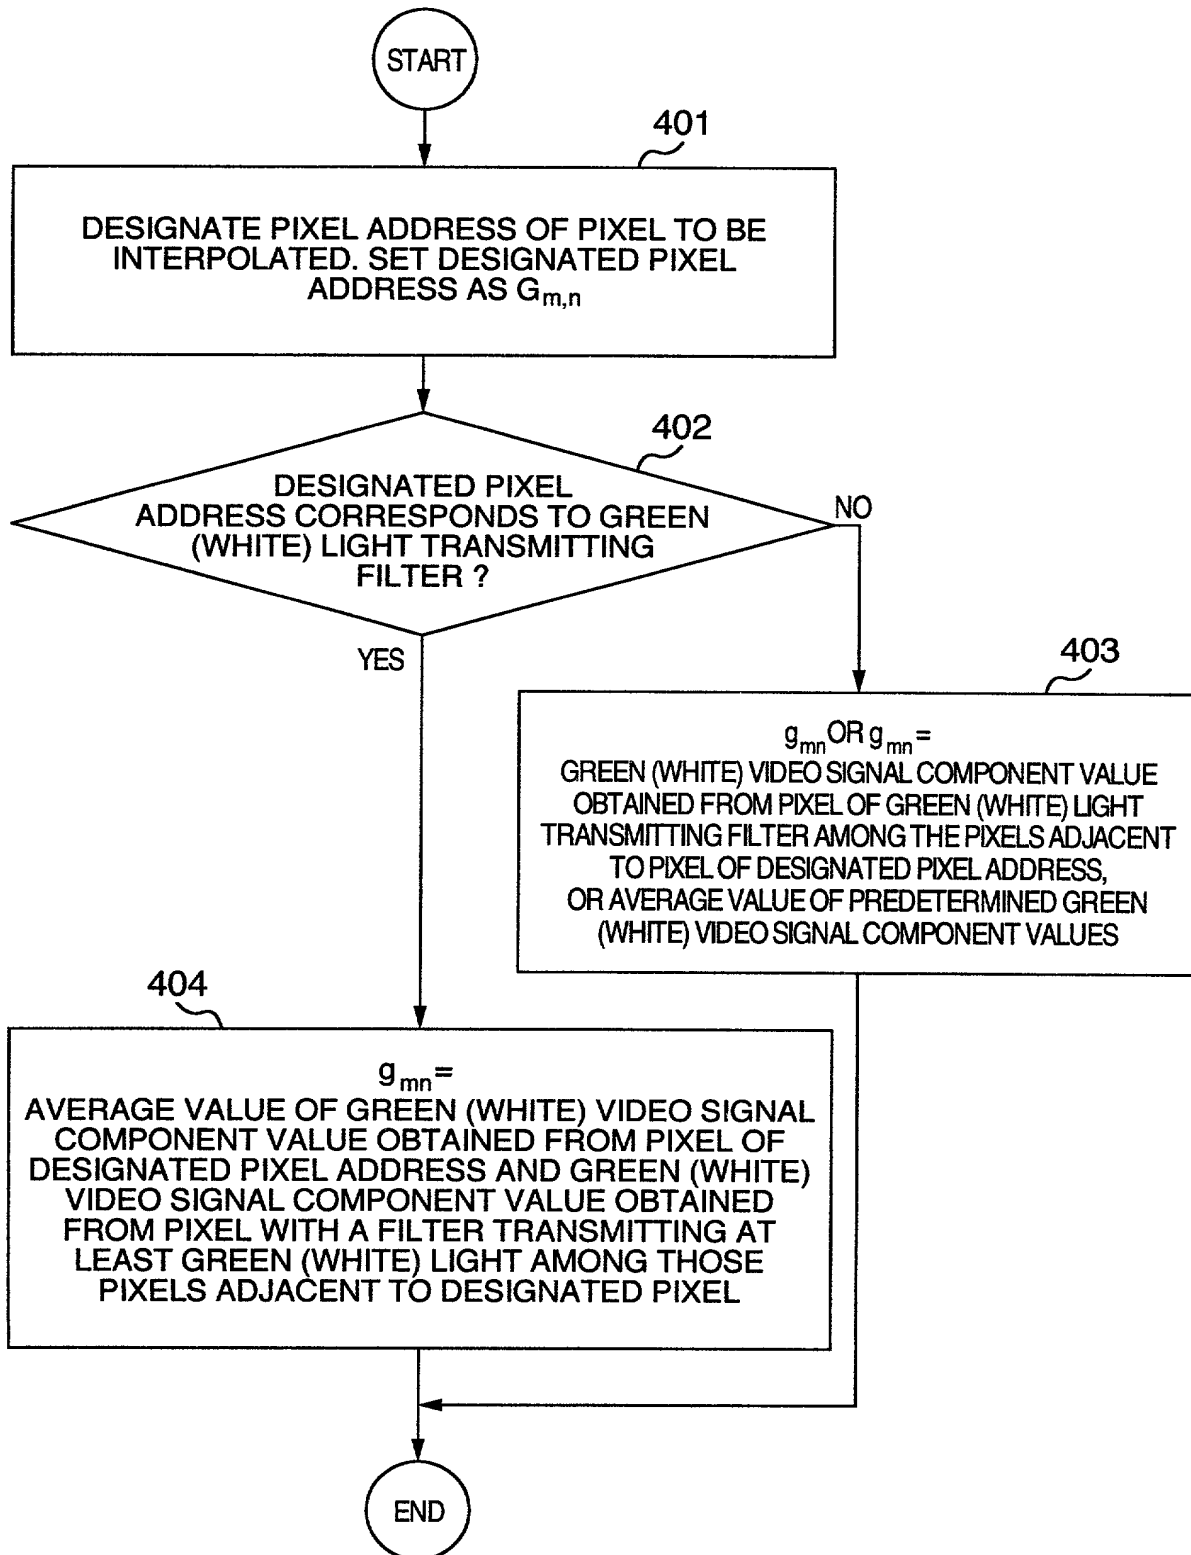 START
401
DESIGNATE PIXEL ADDRESS OF PIXEL TO BE
INTERPOLATED. SET DESIGNATED PIXEL
ADDRESS AS Gm,n
402
DESIGNATED PIXEL
ADDRESS CORRESPONDS TO GREEN
(WHITE) LIGHT TRANSMITTING
FILTER ?
NO
YES
403
gmn OR gmn=
GREEN (WHITE) VIDEO SIGNAL COMPONENT VALUE
OBTAINED FROM PIXEL OF GREEN (WHITE) LIGHT
TRANSMITTING FILTER AMONG THE PIXELS ADJACENT
TO PIXEL OF DESIGNATED PIXEL ADDRESS,
OR AVERAGE VALUE OF PREDETERMINED GREEN
(WHITE) VIDEO SIGNAL COMPONENT VALUES
404
gmn=
AVERAGE VALUE OF GREEN (WHITE) VIDEO SIGNAL
COMPONENT VALUE OBTAINED FROM PIXEL OF
DESIGNATED PIXEL ADDRESS AND GREEN (WHITE)
VIDEO SIGNAL COMPONENT VALUE OBTAINED
FROM PIXEL WITH A FILTER TRANSMITTING AT
LEAST GREEN (WHITE) LIGHT AMONG THOSE
PIXELS ADJACENT TO DESIGNATED PIXEL
END